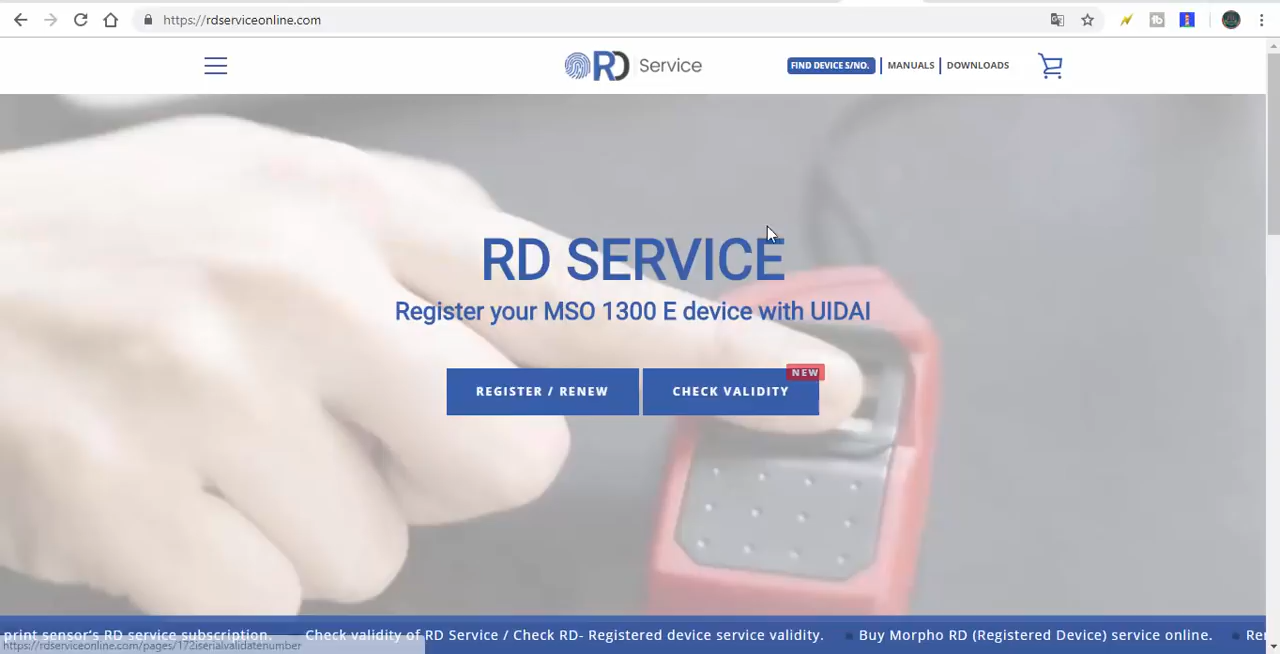 https://rdserviceonline.com
RD Service
FIND DEVICE S/NO. MANUALS DOWNLOADS
RD SERVICE
Register your MSO 1300 E device with UIDAI
NEW
REGISTER / RENEW CHECK VALIDITY
print sensor's RD service subscription. Check validity of RD Service / Check RD- Registered device service validity. Buy Morpho RD (Registered Device) service online.
https://rdserviceonline.com/pages/172iserialvalidatenumber